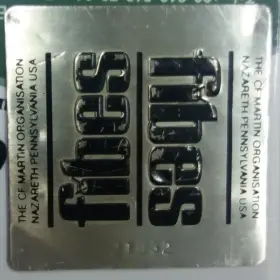 fibes
THE CF MARTIN ORGANISATION
NAZARETH PENNSYLVANIA USA
fibes
THE CF MARTIN ORGANISATION
NAZARETH PENNSYLVANIA USA